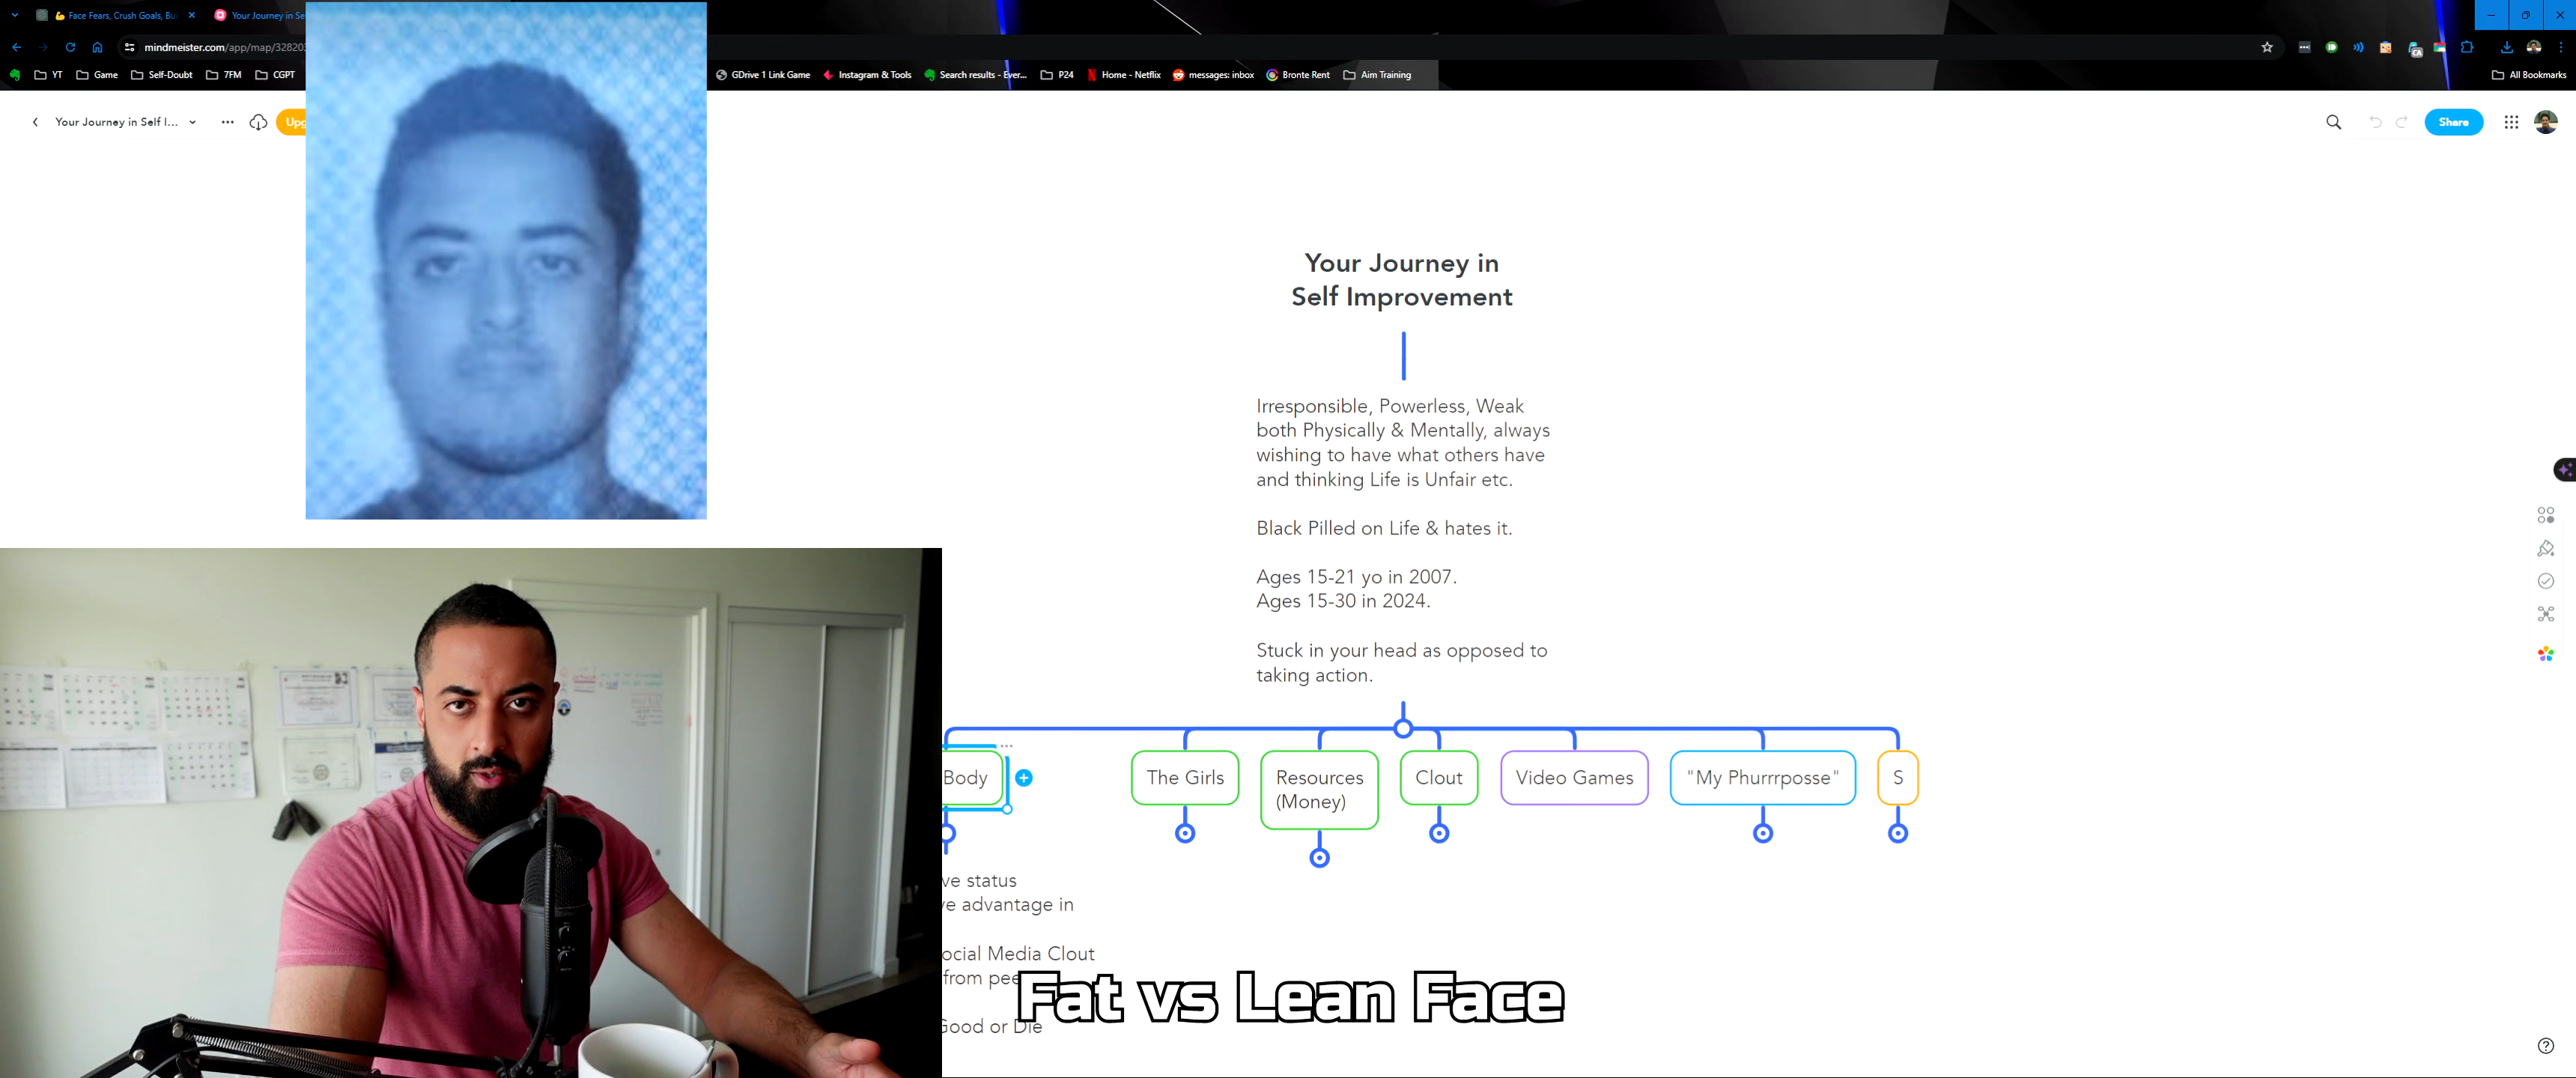 💪 Face Fears, Crush Goals, Bu
Your Journey in Se
mindmeister.com/app/map/32820
YT
Game
Self-Doubt
7FM
CGPT
GDrive 1 Link Game
Instagram & Tools
Search results - Ever...
P24
Home - Netflix
messages: inbox
Bronte Rent
Aim Training
All Bookmarks
Your Journey in Self I...
Upg
Share
Your Journey in
Self Improvement
Irresponsible, Powerless, Weak
both Physically & Mentally, always
wishing to have what others have
and thinking Life is Unfair etc.
Black Pilled on Life & hates it.
Ages 15-21 yo in 2007.
Ages 15-30 in 2024.
Stuck in your head as opposed to
taking action.
Body
The Girls
Resources
(Money)
Clout
Video Games
"My Phurrrposse"
S
ve status
ve advantage in
ocial Media Clout
from pee
Good or Die
Fat vs Lean Face